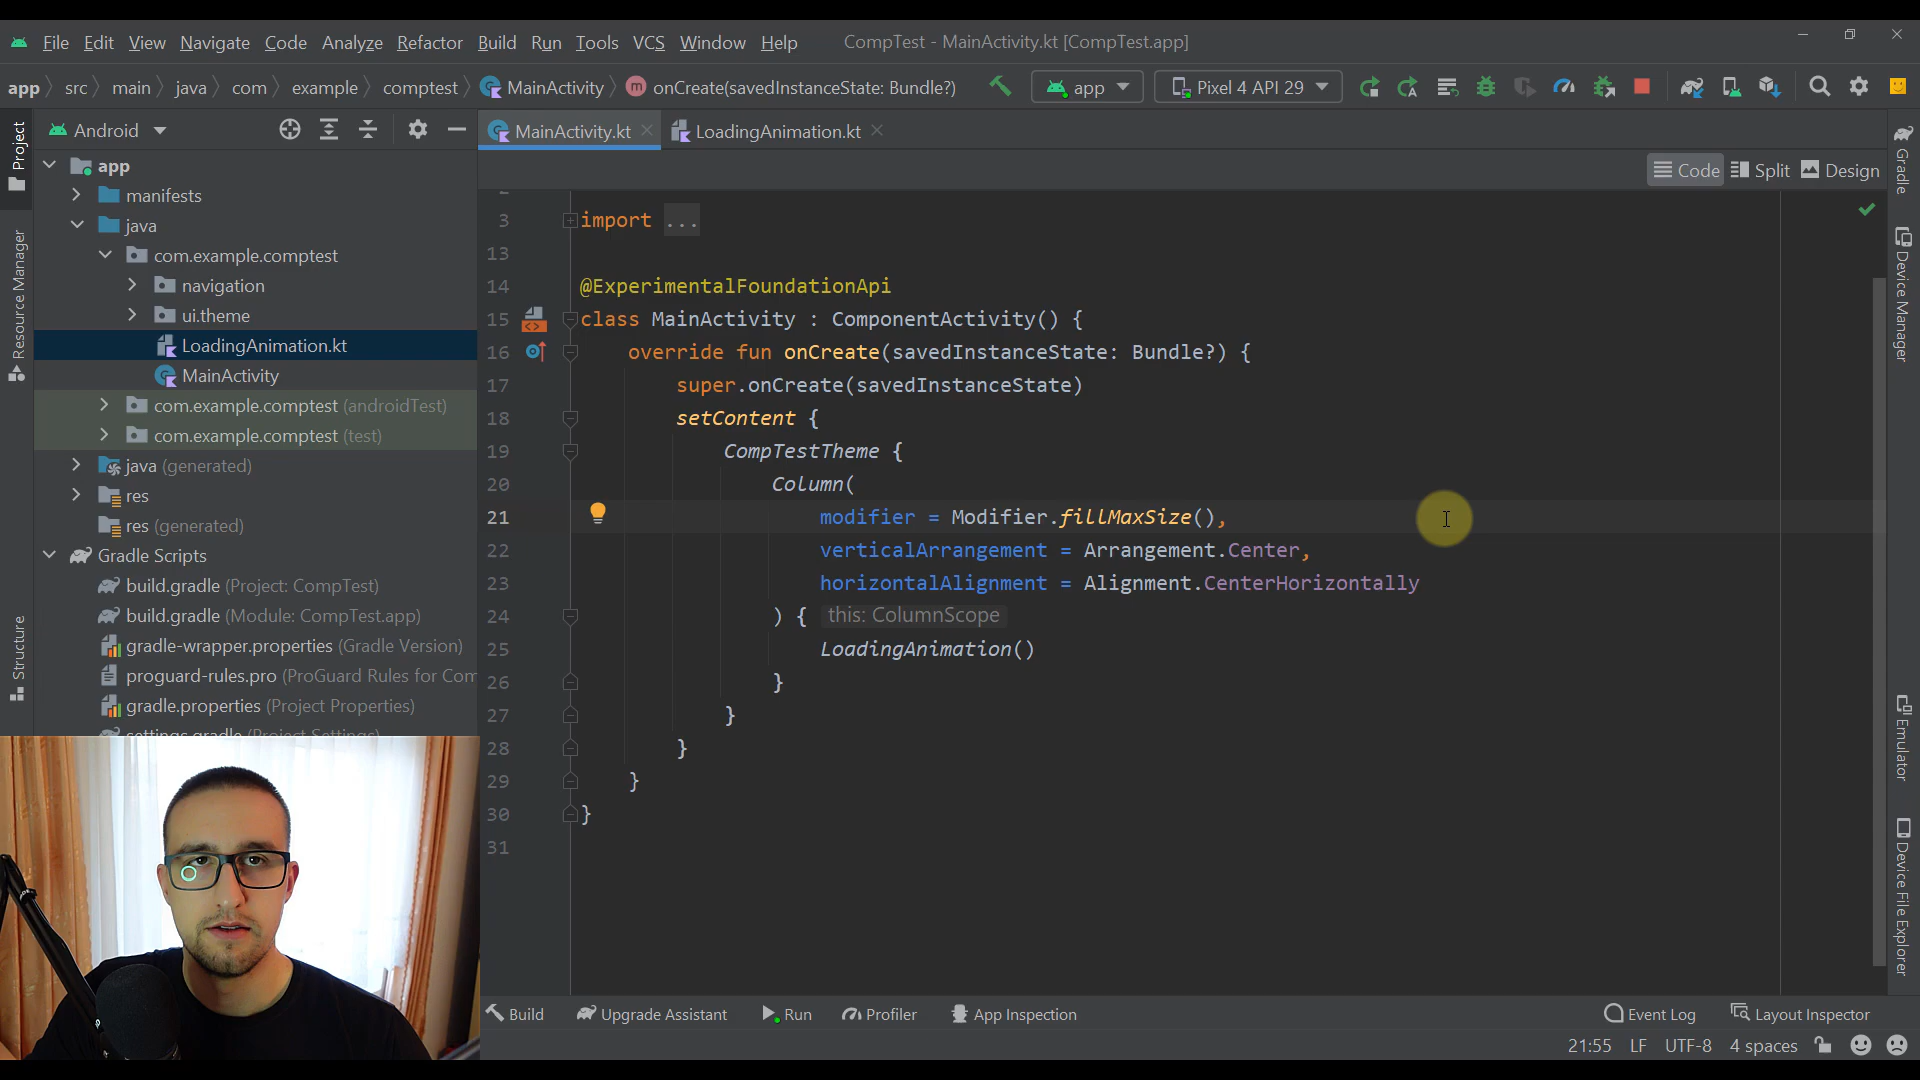 File Edit View Navigate Code Analyze Refactor Build Run Tools VCS Window Help CompTest - MainActivity.kt [CompTest.app]
app src main java com example comptest MainActivity onCreate(savedInstanceState: Bundle?) app Pixel 4 API 29
Android
MainActivity.kt LoadingAnimation.kt
Code Split Design
Project
Resource Manager
Structure
app
manifests
java
com.example.comptest
navigation
ui.theme
LoadingAnimation.kt
MainActivity
com.example.comptest (androidTest)
com.example.comptest (test)
java (generated)
res
res (generated)
Gradle Scripts
build.gradle (Project: CompTest)
build.gradle (Module: CompTest.app)
gradle-wrapper.properties (Gradle Version)
proguard-rules.pro (ProGuard Rules for Com
gradle.properties (Project Properties)
settings.gradle (Project Settings)
3 import ...
13
14 @ExperimentalFoundationApi
15 class MainActivity : ComponentActivity() {
16 override fun onCreate(savedInstanceState: Bundle?) {
17 super.onCreate(savedInstanceState)
18 setContent {
19 CompTestTheme {
20 Column(
21 modifier = Modifier.fillMaxSize(),
22 verticalArrangement = Arrangement.Center,
23 horizontalAlignment = Alignment.CenterHorizontally
24 ) { this: ColumnScope
25 LoadingAnimation()
26 }
27 }
28 }
29 }
30 }
31
Gradle
Device Manager
Emulator
Device File Explorer
Build Upgrade Assistant Run Profiler App Inspection Event Log Layout Inspector
21:55 LF UTF-8 4 spaces